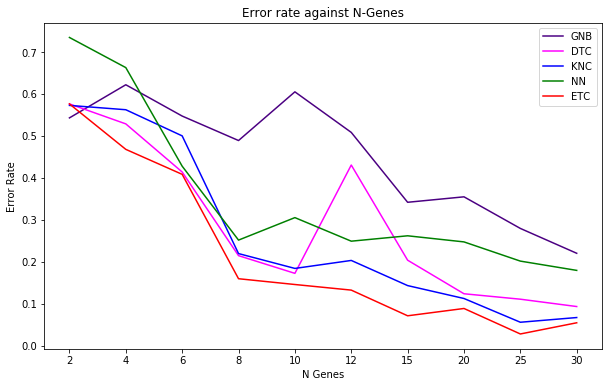 Error rate against N-Genes
GNB
DTC
KNC
NN
ETC
Error Rate
0.7
0.6
0.5
0.4
0.3
0.2
0.1
0.0
2 4 6 8 10 12 15 20 25 30
N Genes